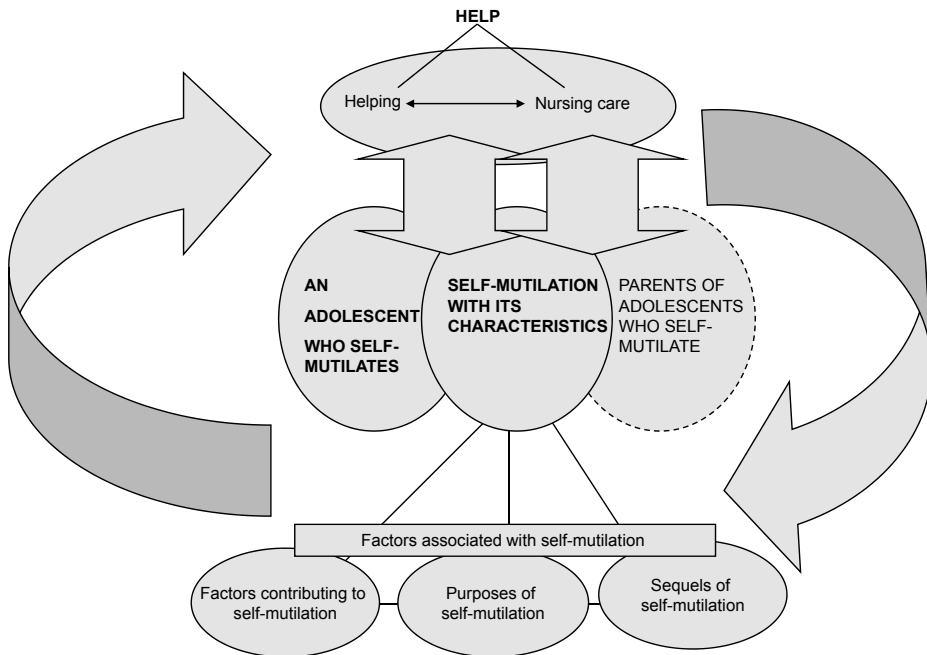 HELP
Helping
Nursing care
AN
ADOLESCENT
WHO SELF-
MUTILATES
SELF-MUTILATION
WITH ITS
CHARACTERISTICS
PARENTS OF
ADOLESCENTS
WHO SELF-
MUTILATE
Factors associated with self-mutilation
Factors contributing to
self-mutilation
Purposes of
self-mutilation
Sequels of
self-mutilation